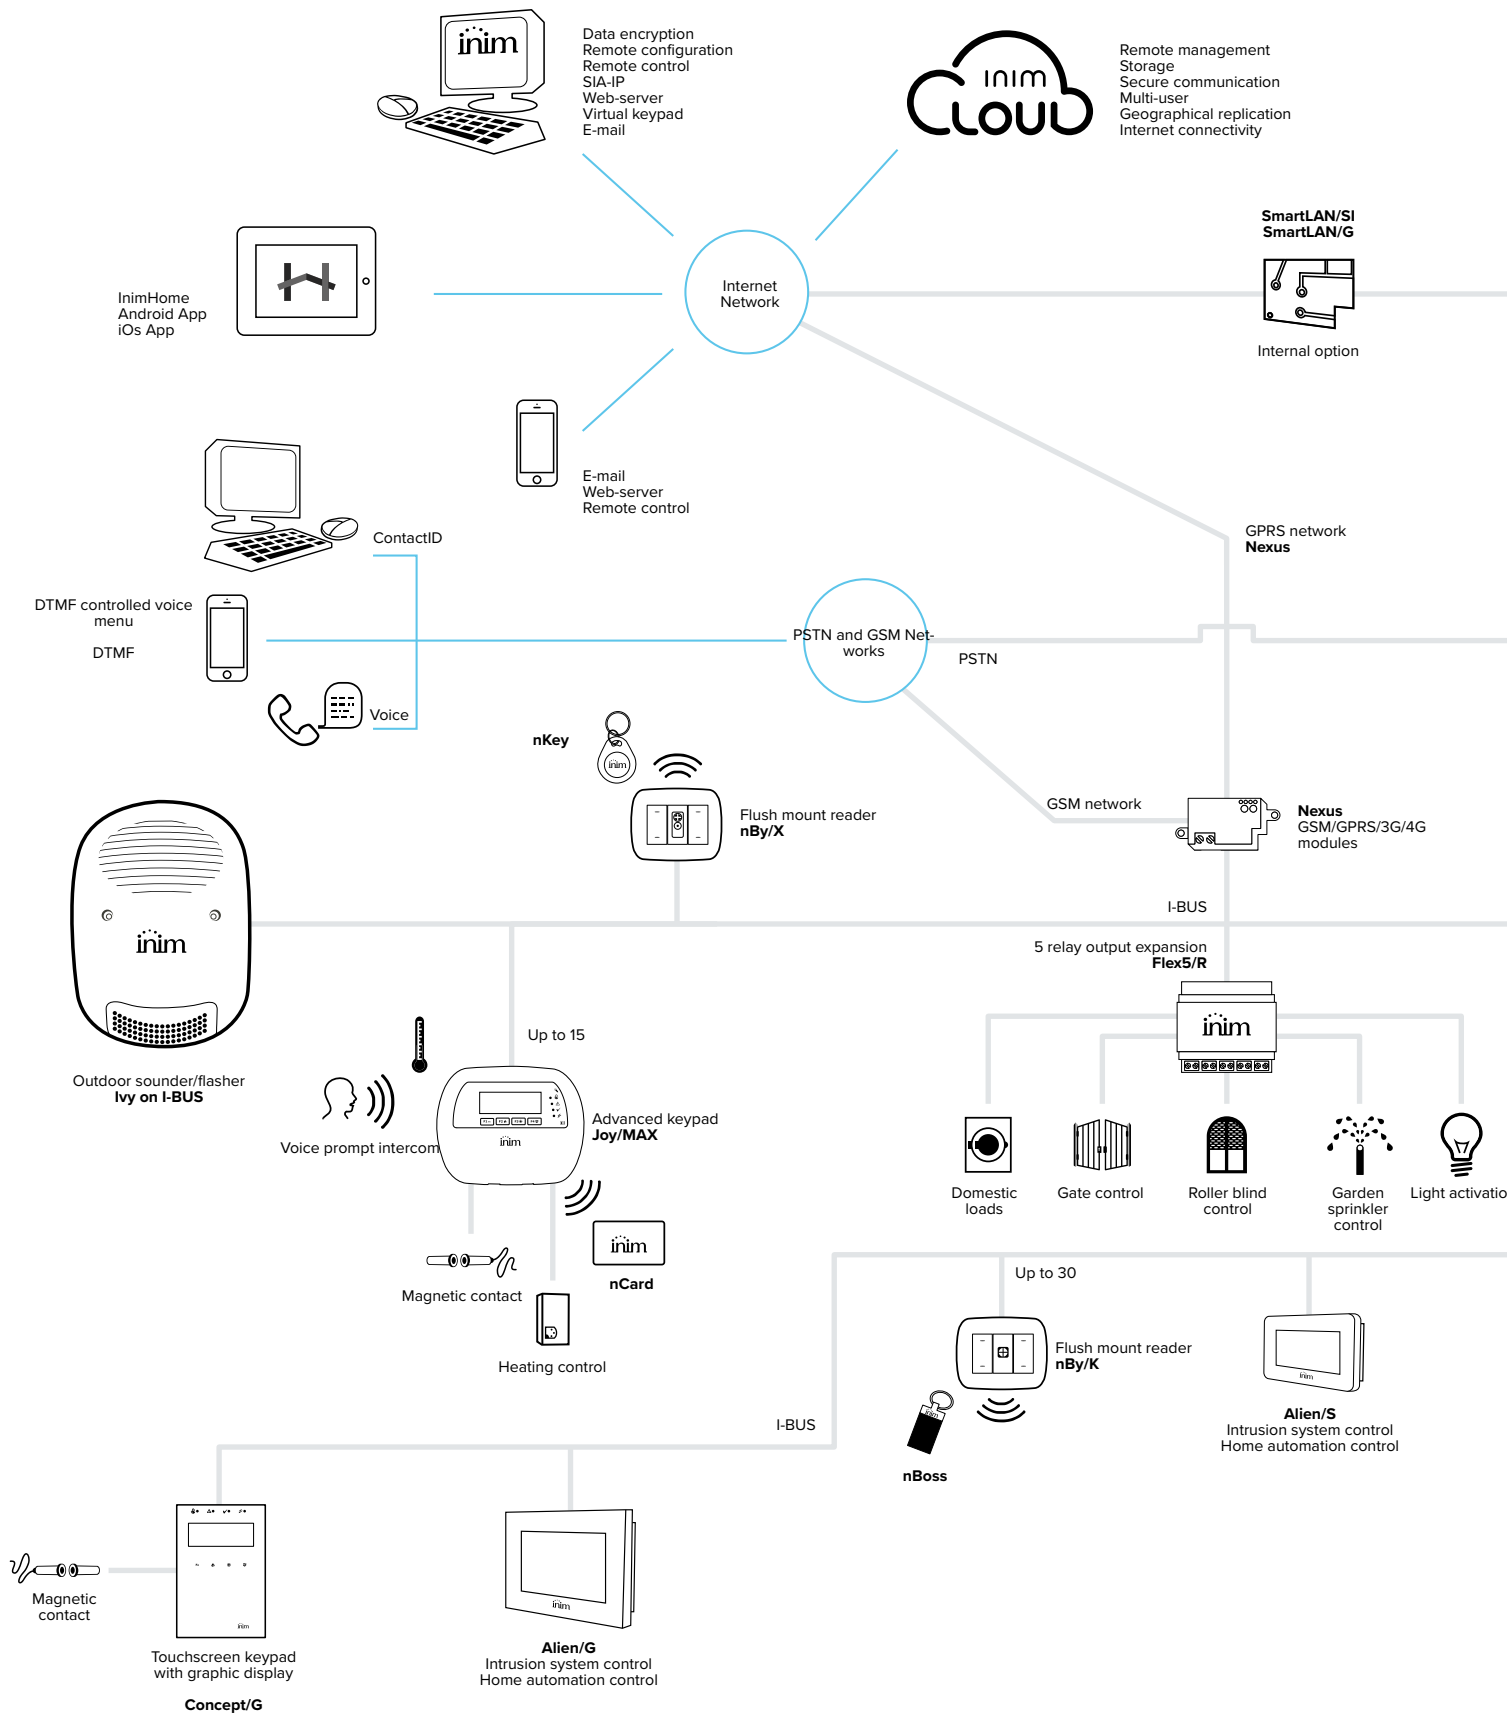 inim
Data encryption
Remote configuration
Remote control
SIA-IP
Web-server
Virtual keypad
E-mail
INIM
CLOUD
Remote management
Storage
Secure communication
Multi-user
Geographical replication
Internet connectivity
SmartLAN/SI
SmartLAN/G
Internal option
InimHome
Android App
iOs App
Internet
Network
E-mail
Web-server
Remote control
GPRS network
Nexus
ContactID
DTMF controlled voice
menu
DTMF
Voice
PSTN and GSM Net-
works
PSTN
nKey
inim
Flush mount reader
nBy/X
GSM network
Nexus
GSM/GPRS/3G/4G
modules
inim
I-BUS
5 relay output expansion
Flex5/R
inim
Outdoor sounder/flasher
Ivy on I-BUS
Up to 15
Voice prompt intercom
inim
Advanced keypad
Joy/MAX
Domestic
loads
Gate control
Roller blind
control
Garden
sprinkler
control
Light activatio
Magnetic contact
inim
nCard
Heating control
Up to 30
Flush mount reader
nBy/K
inim
nBoss
inim
Alien/S
Intrusion system control
Home automation control
I-BUS
Magnetic
contact
inim
Touchscreen keypad
with graphic display
Concept/G
inim
Alien/G
Intrusion system control
Home automation control